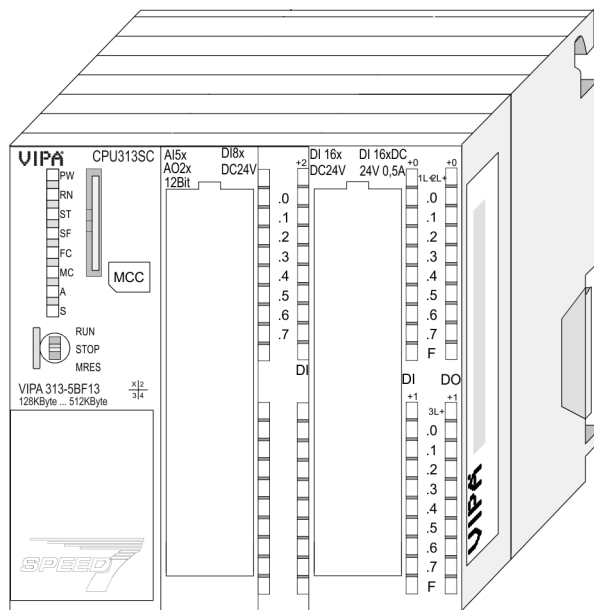 VIPA CPU313SC
PW
RN
ST
SF
FC
MC
A
S
MCC
RUN
STOP
MRES
VIPA 313-5BF13
128KByte ... 512KByte
X 2
3 4
SPEED7
AI5x DI8x
AO2x DC24V
12Bit
+2
.0
.1
.2
.3
.4
.5
.6
.7
DI
DI 16x DI 16xDC
DC24V 24V 0,5A
+0 +0
1L+ 2L+
.0
.1
.2
.3
.4
.5
.6
.7
F
DI DO
+1 +1
3L+
.0
.1
.2
.3
.4
.5
.6
.7
F
VIPA